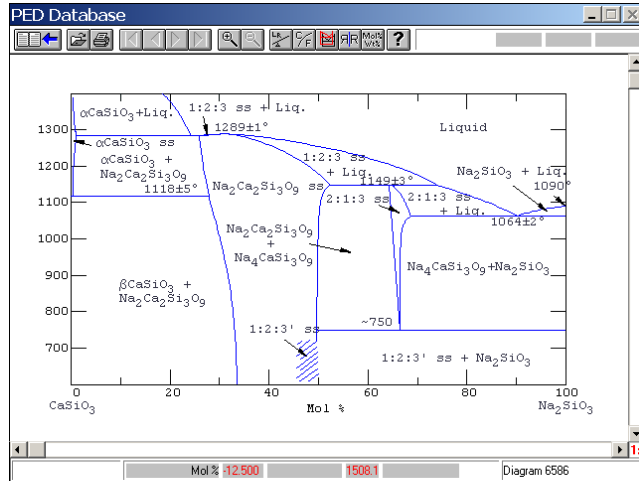 PED Database
LR
C/F
ЯR
Mol%
Wt%
?
1:2:3 ss + Liq.
αCaSiO₃+Liq.
1300
1289±1°
Liquid
αCaSiO₃ ss
1:2:3 ss
+ Liq.
αCaSiO₃ +
Na₂Ca₂Si₃O₉
Na₂SiO₃ + Liq.
1200
1118±5°
Na₂Ca₂Si₃O₉ ss
1149±3°
1090°
2:1:3 ss
2:1:3 ss
+ Liq.
1100
1064±2°
Na₂Ca₂Si₃O₉
+
Na₄CaSi₃O₉
1000
Na₄CaSi₃O₉+Na₂SiO₃
900
βCaSiO₃ +
Na₂Ca₂Si₃O₉
800
~750
1:2:3' ss
700
1:2:3' ss + Na₂SiO₃
0 20 40 60 80 100
CaSiO₃ Mol % Na₂SiO₃
1:
Mol % -12.500 1508.1 Diagram 6586